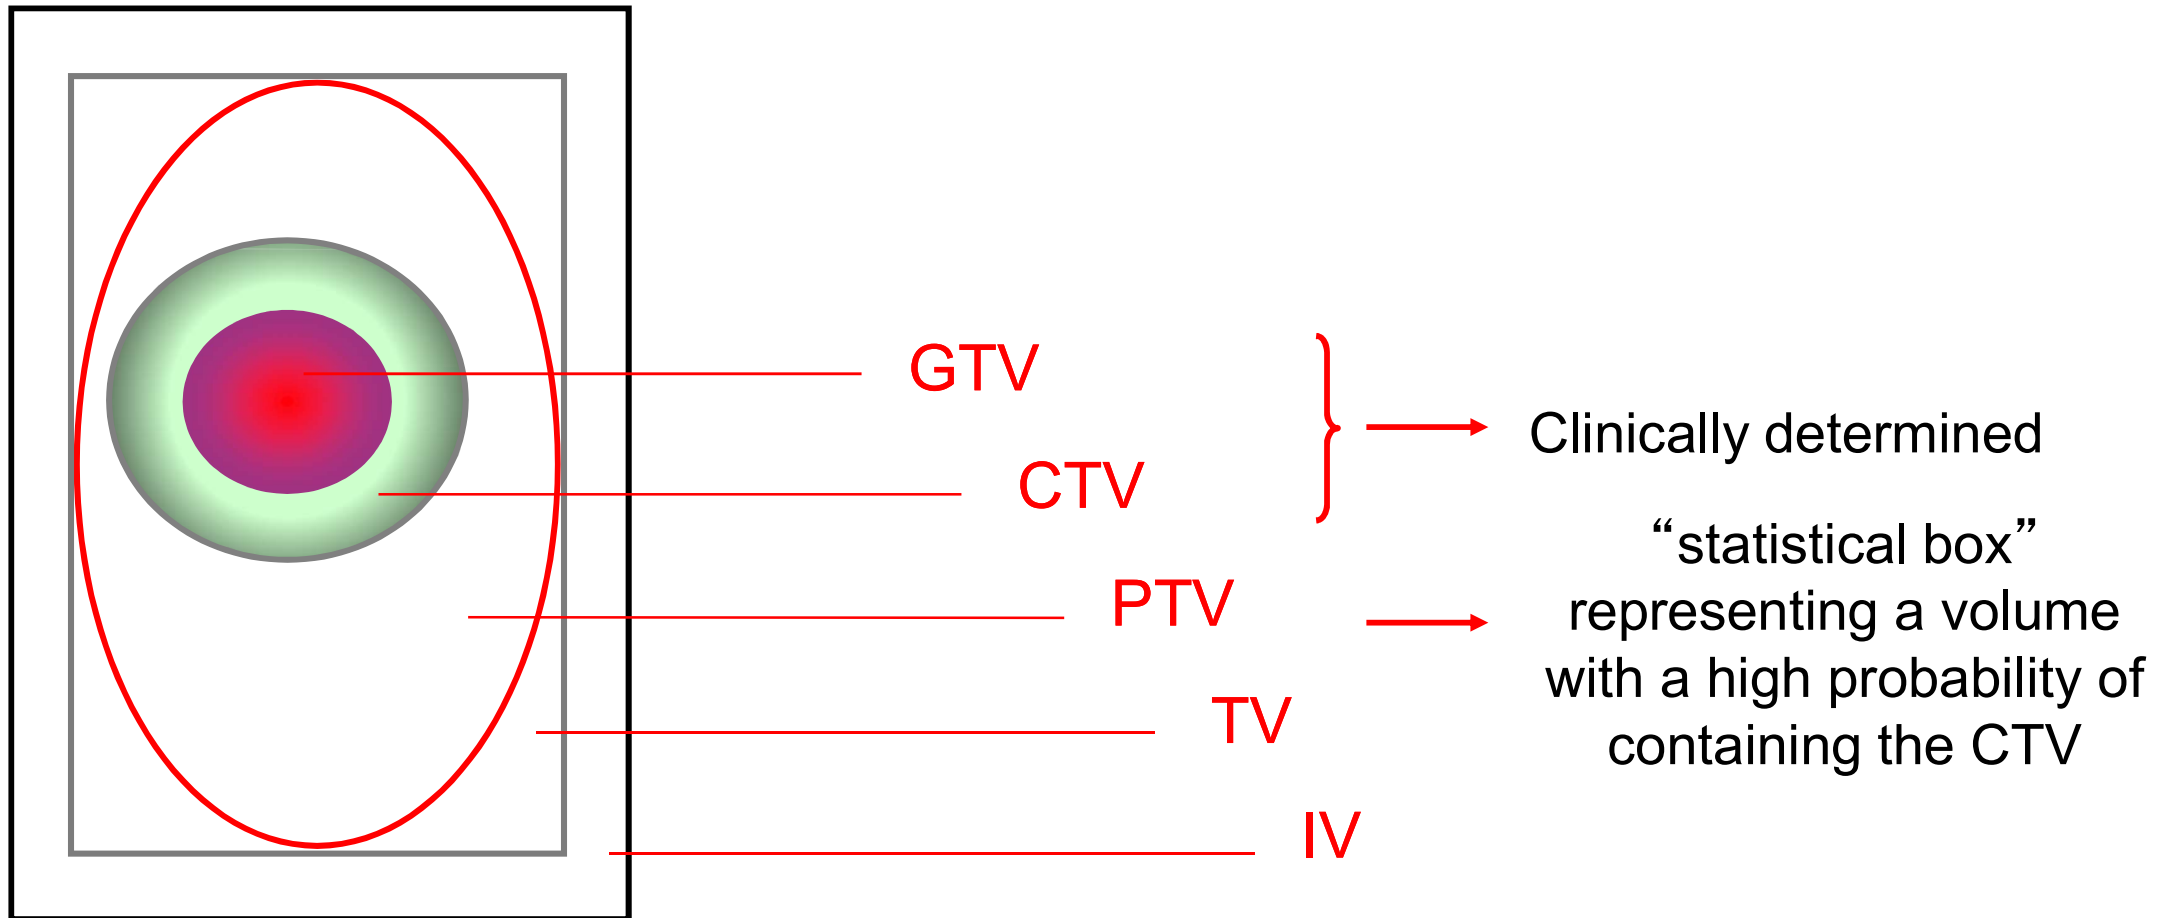 GTV
CTV
Clinically determined
PTV
“statistical box”
representing a volume
with a high probability of
containing the CTV
TV
IV